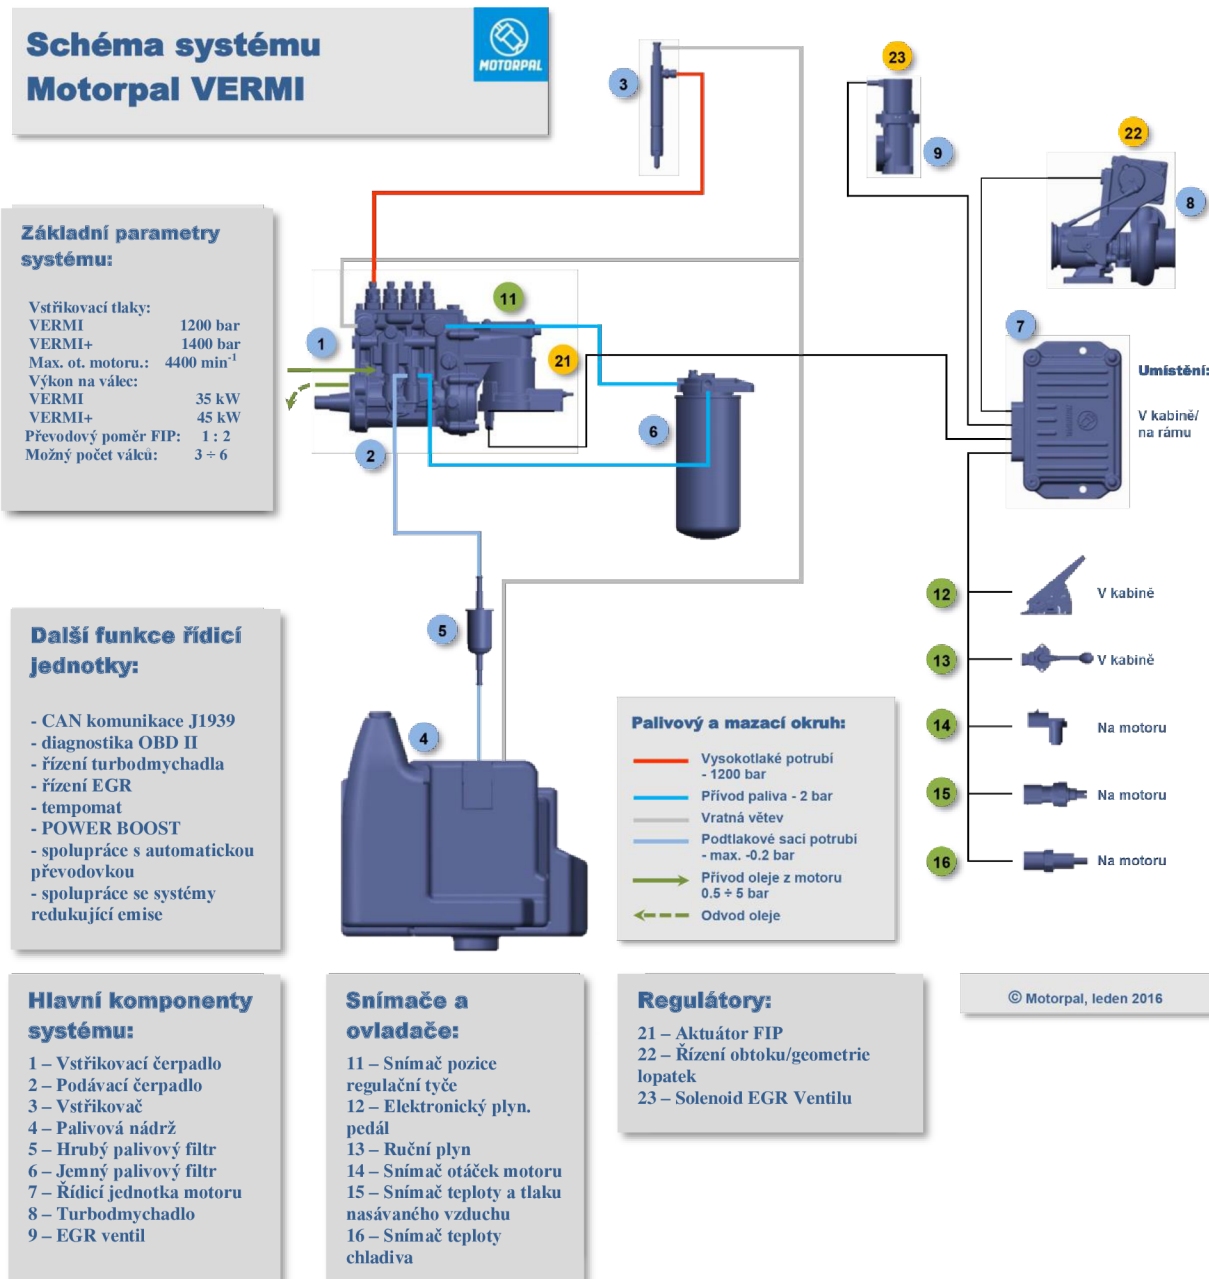 Schéma systému
Motorpal VERMI
MOTORPAL
3
23
9
22
8
Základní parametry
systému:
Vstřikovací tlaky:
VERMI 1200 bar
VERMI+ 1400 bar
Max. ot. motoru.: 4400 min-1
Výkon na válec:
VERMI 35 kW
VERMI+ 45 kW
Převodový poměr FIP: 1 : 2
Možný počet válců: 3 ÷ 6
11
1
21
2
6
7
Umístění:
V kabině/
na rámu
12
V kabině
13
V kabině
14
Na motoru
15
Na motoru
16
Na motoru
5
4
Další funkce řídicí
jednotky:
- CAN komunikace J1939
- diagnostika OBD II
- řízení turbodmychadla
- řízení EGR
- tempomat
- POWER BOOST
- spolupráce s automatickou
převodovkou
- spolupráce se systémy
redukující emise
Palivový a mazací okruh:
Vysokotlaké potrubí
- 1200 bar
Přívod paliva - 2 bar
Vratná větev
Podtlakové sací potrubí
- max. -0.2 bar
Přívod oleje z motoru
0.5 ÷ 5 bar
Odvod oleje
Hlavní komponenty
systému:
1 – Vstřikovací čerpadlo
2 – Podávací čerpadlo
3 – Vstřikovač
4 – Palivová nádrž
5 – Hrubý palivový filtr
6 – Jemný palivový filtr
7 – Řídicí jednotka motoru
8 – Turbodmychadlo
9 – EGR ventil
Snímače a
ovladače:
11 – Snímač pozice
regulační tyče
12 – Elektronický plyn.
pedál
13 – Ruční plyn
14 – Snímač otáček motoru
15 – Snímač teploty a tlaku
nasávaného vzduchu
16 – Snímač teploty
chladiva
Regulátory:
21 – Aktuátor FIP
22 – Řízení obtoku/geometrie
lopatek
23 – Solenoid EGR Ventilu
© Motorpal, leden 2016